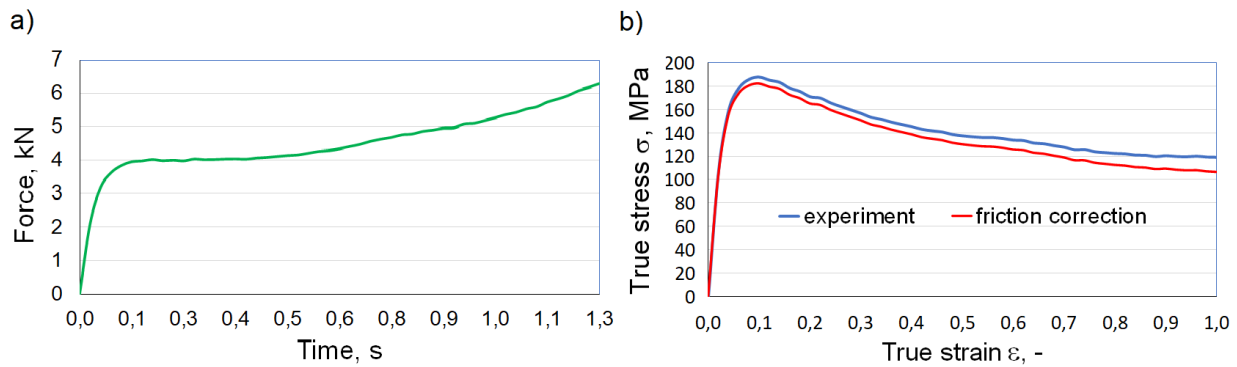 a)
Force, kN
7
6
5
4
3
2
1
0
0,0 0,1 0,3 0,4 0,5 0,6 0,8 0,9 1,0 1,1 1,3
Time, s
b)
True stress σ, MPa
200
180
160
140
120
100
80
60
40
20
0
experiment friction correction
0,0 0,1 0,2 0,3 0,4 0,5 0,6 0,7 0,8 0,9 1,0
True strain ε, -